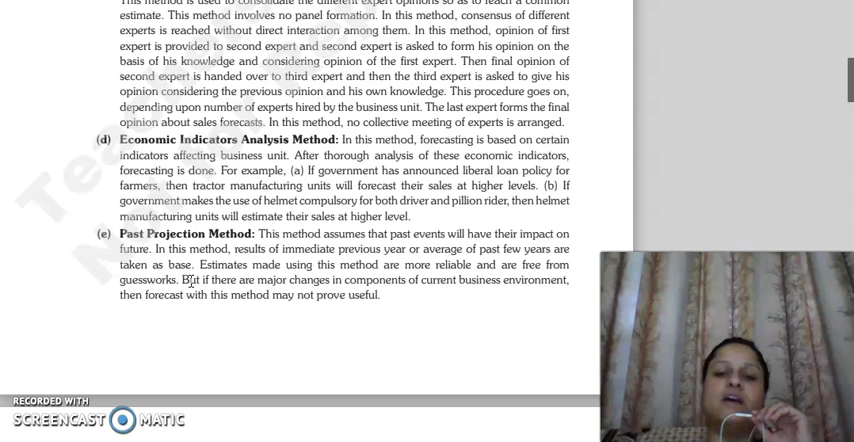 This method is used to consolidate the different expert opinions so as to reach a common
estimate. This method involves no panel formation. In this method, consensus of different
experts is reached without direct interaction among them. In this method, opinion of first
expert is provided to second expert and second expert is asked to form his opinion on the
basis of his knowledge and considering opinion of the first expert. Then final opinion of
second expert is handed over to third expert and then the third expert is asked to give his
opinion considering the previous opinion and his own knowledge. This procedure goes on,
depending upon number of experts hired by the business unit. The last expert forms the final
opinion about sales forecasts. In this method, no collective meeting of experts is arranged.
(d) Economic Indicators Analysis Method: In this method, forecasting is based on certain
indicators affecting business unit. After thorough analysis of these economic indicators,
forecasting is done. For example, (a) If government has announced liberal loan policy for
farmers, then tractor manufacturing units will forecast their sales at higher levels. (b) If
government makes the use of helmet compulsory for both driver and pillion rider, then helmet
manufacturing units will estimate their sales at higher level.
(e) Past Projection Method: This method assumes that past events will have their impact on
future. In this method, results of immediate previous year or average of past few years are
taken as base. Estimates made using this method are more reliable and are free from
guessworks. But if there are major changes in components of current business environment,
then forecast with this method may not prove useful.
RECORDED WITH
SCREENCAST MATIC